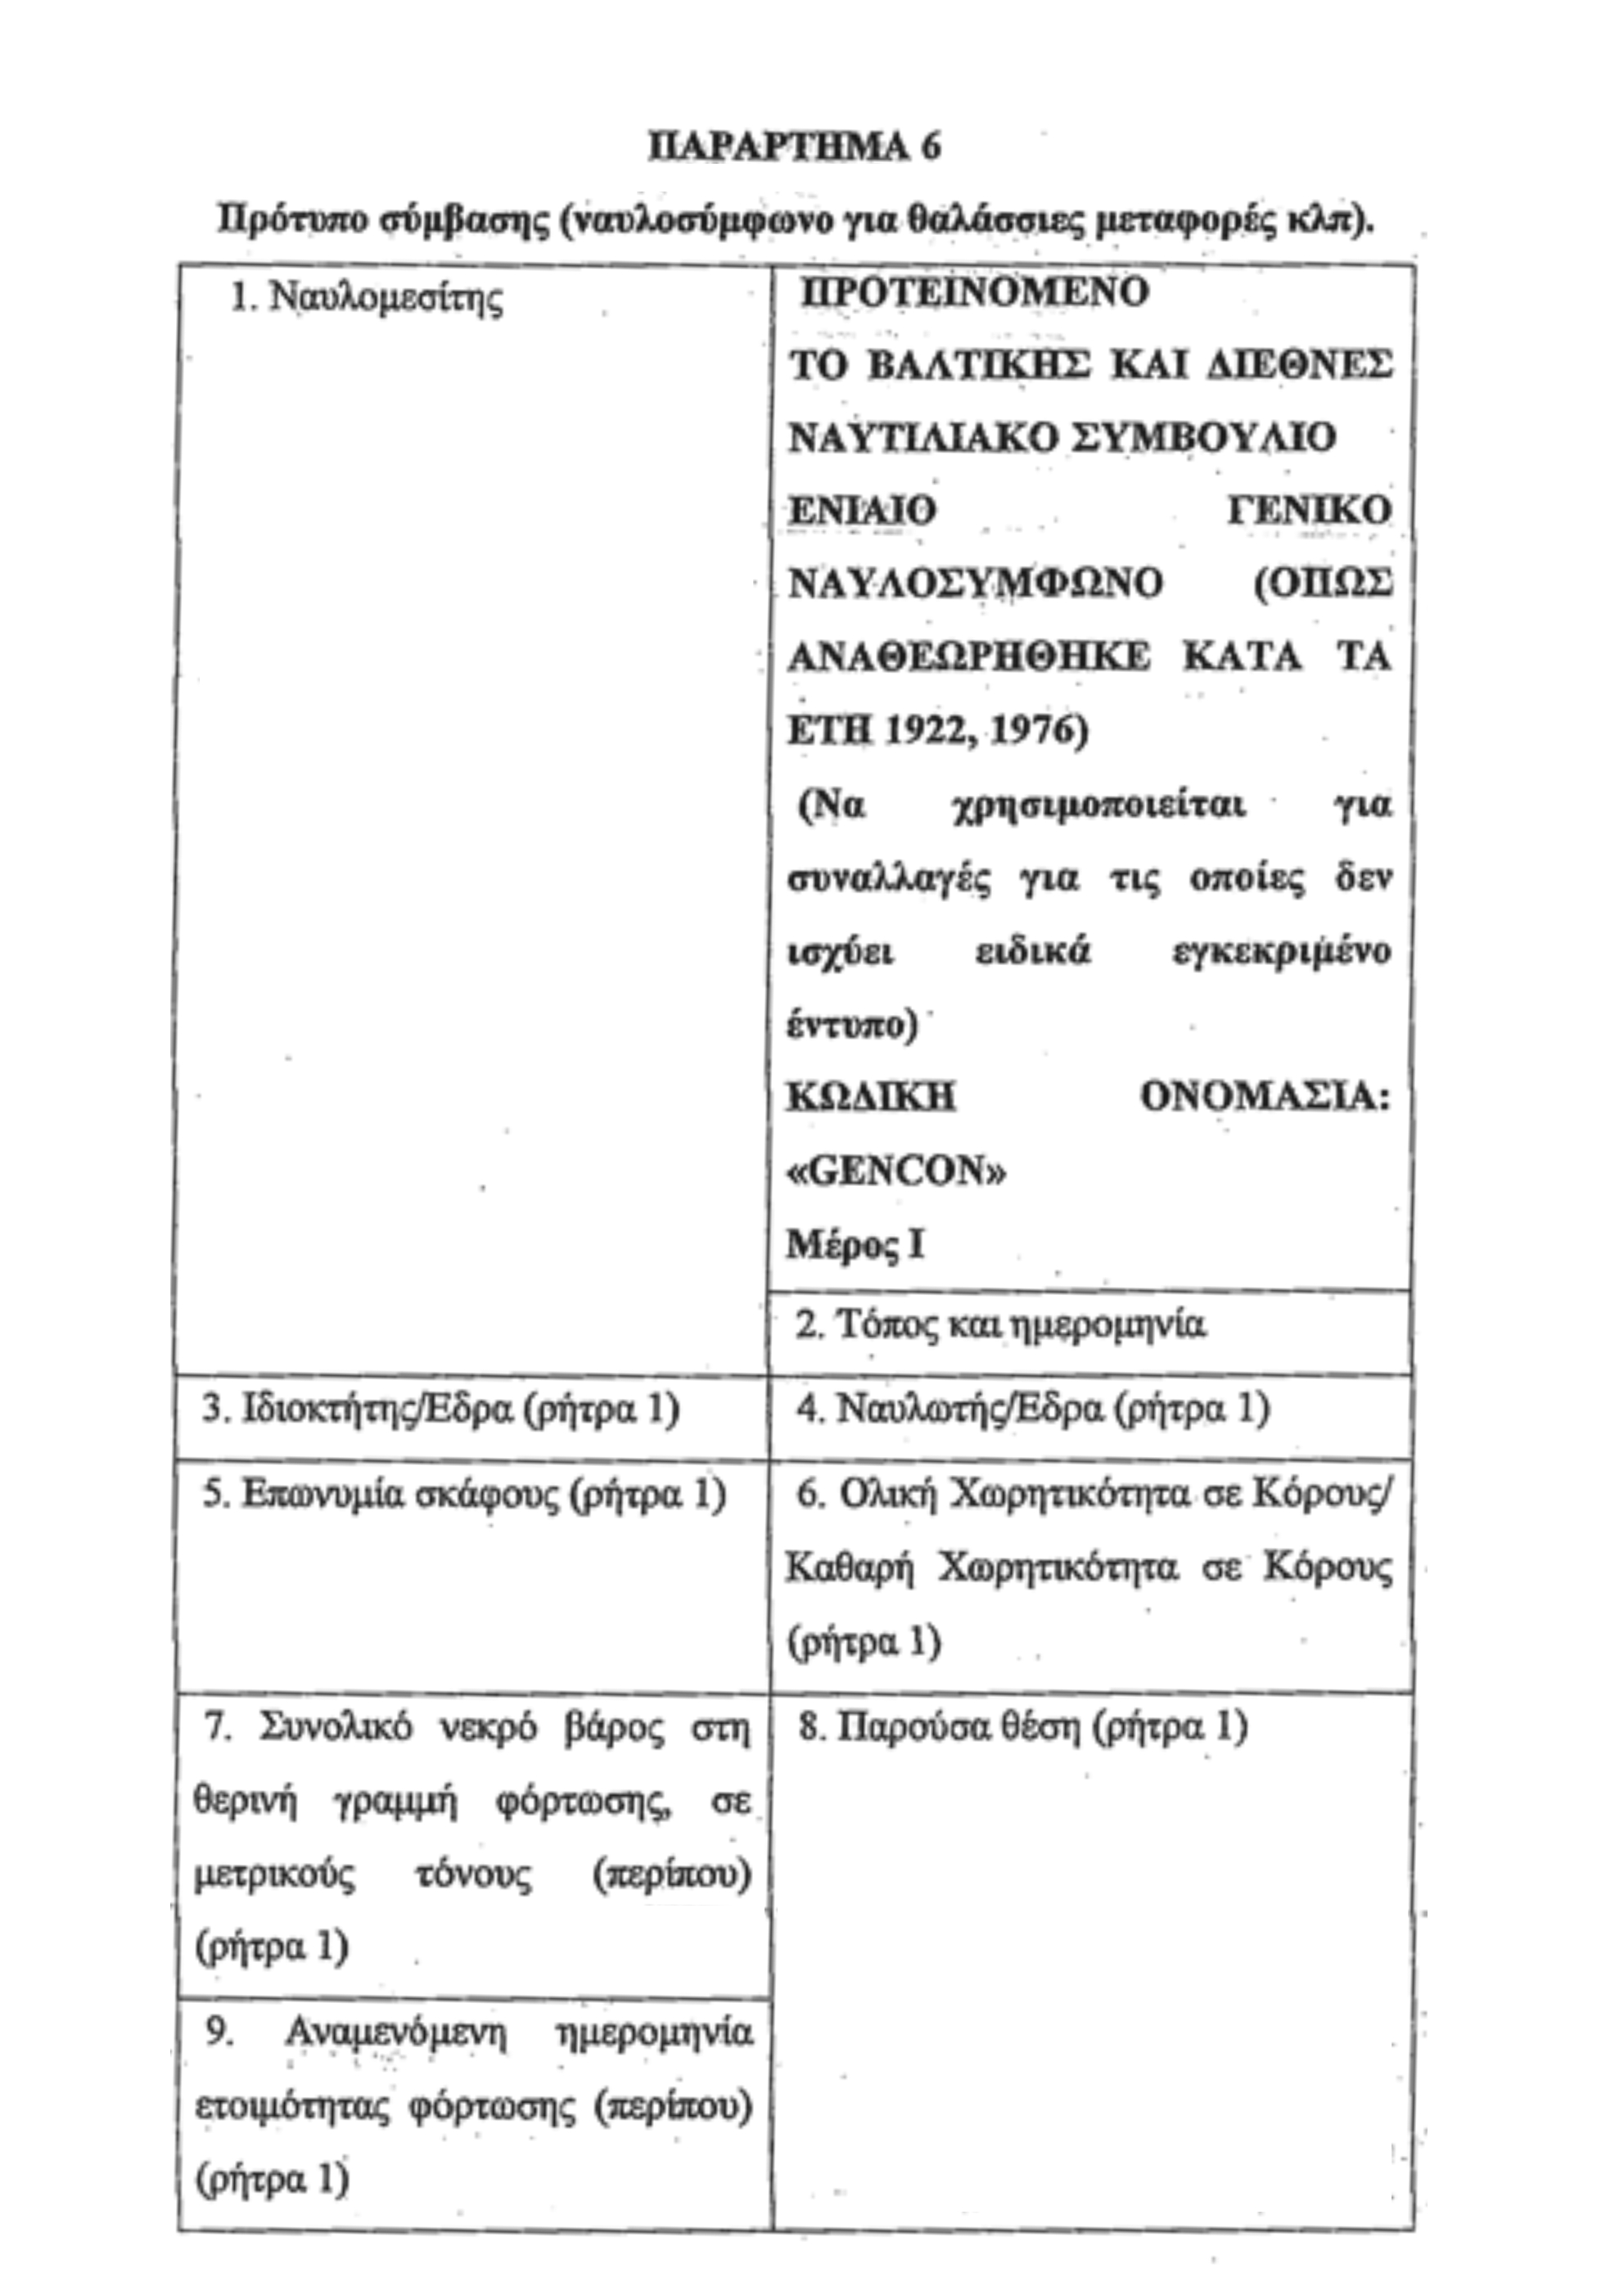 ΠΑΡΑΡΤΗΜΑ 6
Πρότυπο σύμβασης (ναυλοσύμφωνο για θαλάσσιες μεταφορές κλπ).
1. Ναυλομεσίτης
ΠΡΟΤΕΙΝΟΜΕΝΟ
ΤΟ ΒΑΛΤΙΚΗΣ ΚΑΙ ΔΙΕΘΝΕΣ
ΝΑΥΤΙΛΙΑΚΟ ΣΥΜΒΟΥΛΙΟ
ΕΝΙΑΙΟ ΓΕΝΙΚΟ
ΝΑΥΛΟΣΥΜΦΩΝΟ (ΟΠΩΣ
ΑΝΑΘΕΩΡΗΘΗΚΕ ΚΑΤΑ ΤΑ
ΕΤΗ 1922, 1976)
(Να χρησιμοποιείται για
συναλλαγές για τις οποίες δεν
ισχύει ειδικά εγκεκριμένο
έντυπο)
ΚΩΔΙΚΗ ΟΝΟΜΑΣΙΑ:
«GENCON»
Μέρος Ι
2. Τόπος και ημερομηνία
3. Ιδιοκτήτης/Έδρα (ρήτρα 1)
4. Ναυλωτής/Έδρα (ρήτρα 1)
5. Επωνυμία σκάφους (ρήτρα 1)
6. Ολική Χωρητικότητα σε Κόρους/
Καθαρή Χωρητικότητα σε Κόρους
(ρήτρα 1)
7. Συνολικό νεκρό βάρος στη
θερινή γραμμή φόρτωσης, σε
μετρικούς τόνους (περίπου)
(ρήτρα 1)
8. Παρούσα θέση (ρήτρα 1)
9. Αναμενόμενη ημερομηνία
ετοιμότητας φόρτωσης (περίπου)
(ρήτρα 1)